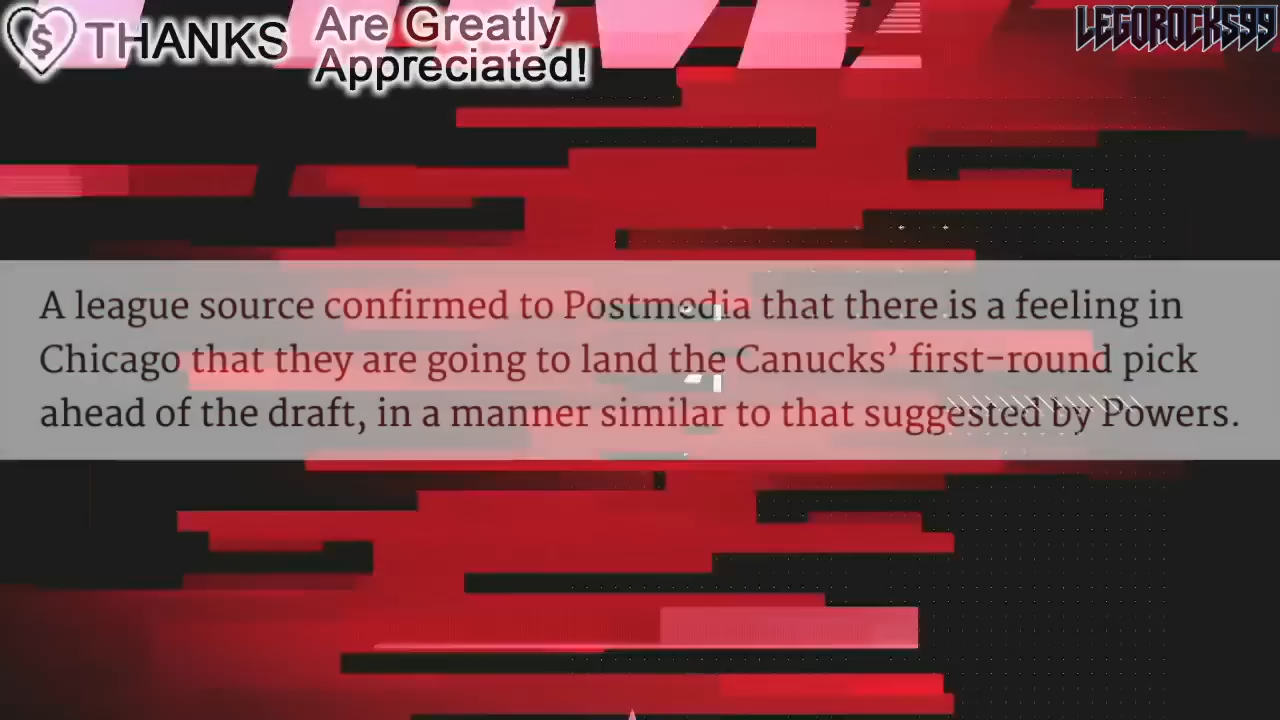 THANKS
Are Greatly
Appreciated!
LEGOROCKS99
A league source confirmed to Postmedia that there is a feeling in
Chicago that they are going to land the Canucks’ first-round pick
ahead of the draft, in a manner similar to that suggested by Powers.